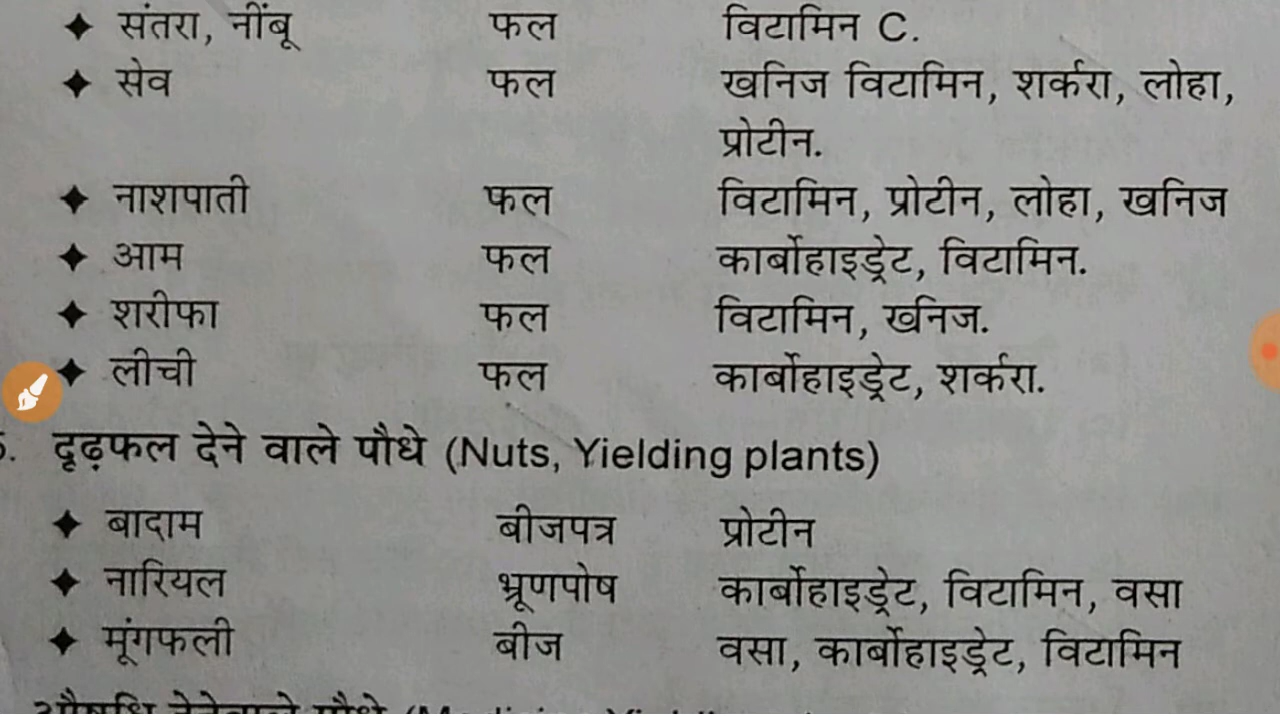 ✦ संतरा, नींबू फल विटामिन C.
✦ सेव फल खनिज विटामिन, शर्करा, लोहा,
प्रोटीन.
✦ नाशपाती फल विटामिन, प्रोटीन, लोहा, खनिज
✦ आम फल कार्बोहाइड्रेट, विटामिन.
✦ शरीफा फल विटामिन, खनिज.
✦ लीची फल कार्बोहाइड्रेट, शर्करा.
दृढ़फल देने वाले पौधे (Nuts, Yielding plants)
✦ बादाम बीजपत्र प्रोटीन
✦ नारियल भ्रूणपोष कार्बोहाइड्रेट, विटामिन, वसा
✦ मूंगफली बीज वसा, कार्बोहाइड्रेट, विटामिन